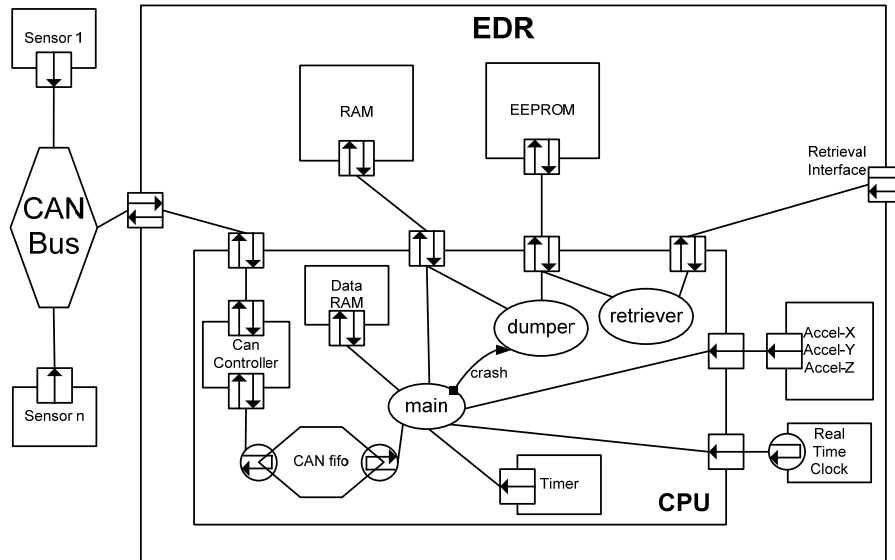 EDR
Sensor 1
RAM
EEPROM
Retrieval
Interface
CAN
Bus
Data
RAM
dumper
retriever
Can
Controller
crash
Accel-X
Accel-Y
Accel-Z
main
Sensor n
CAN fifo
Real
Time
Clock
Timer
CPU